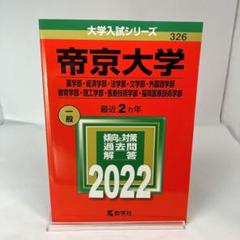 大学入試シリーズ
326
帝京大学
薬学部・経済学部・法学部・文学部・外国語学部
教育学部・理工学部・医療技術学部・福岡医療技術学部
一般
最近2カ年
傾向と対策
過去問
解答
2022
教学社